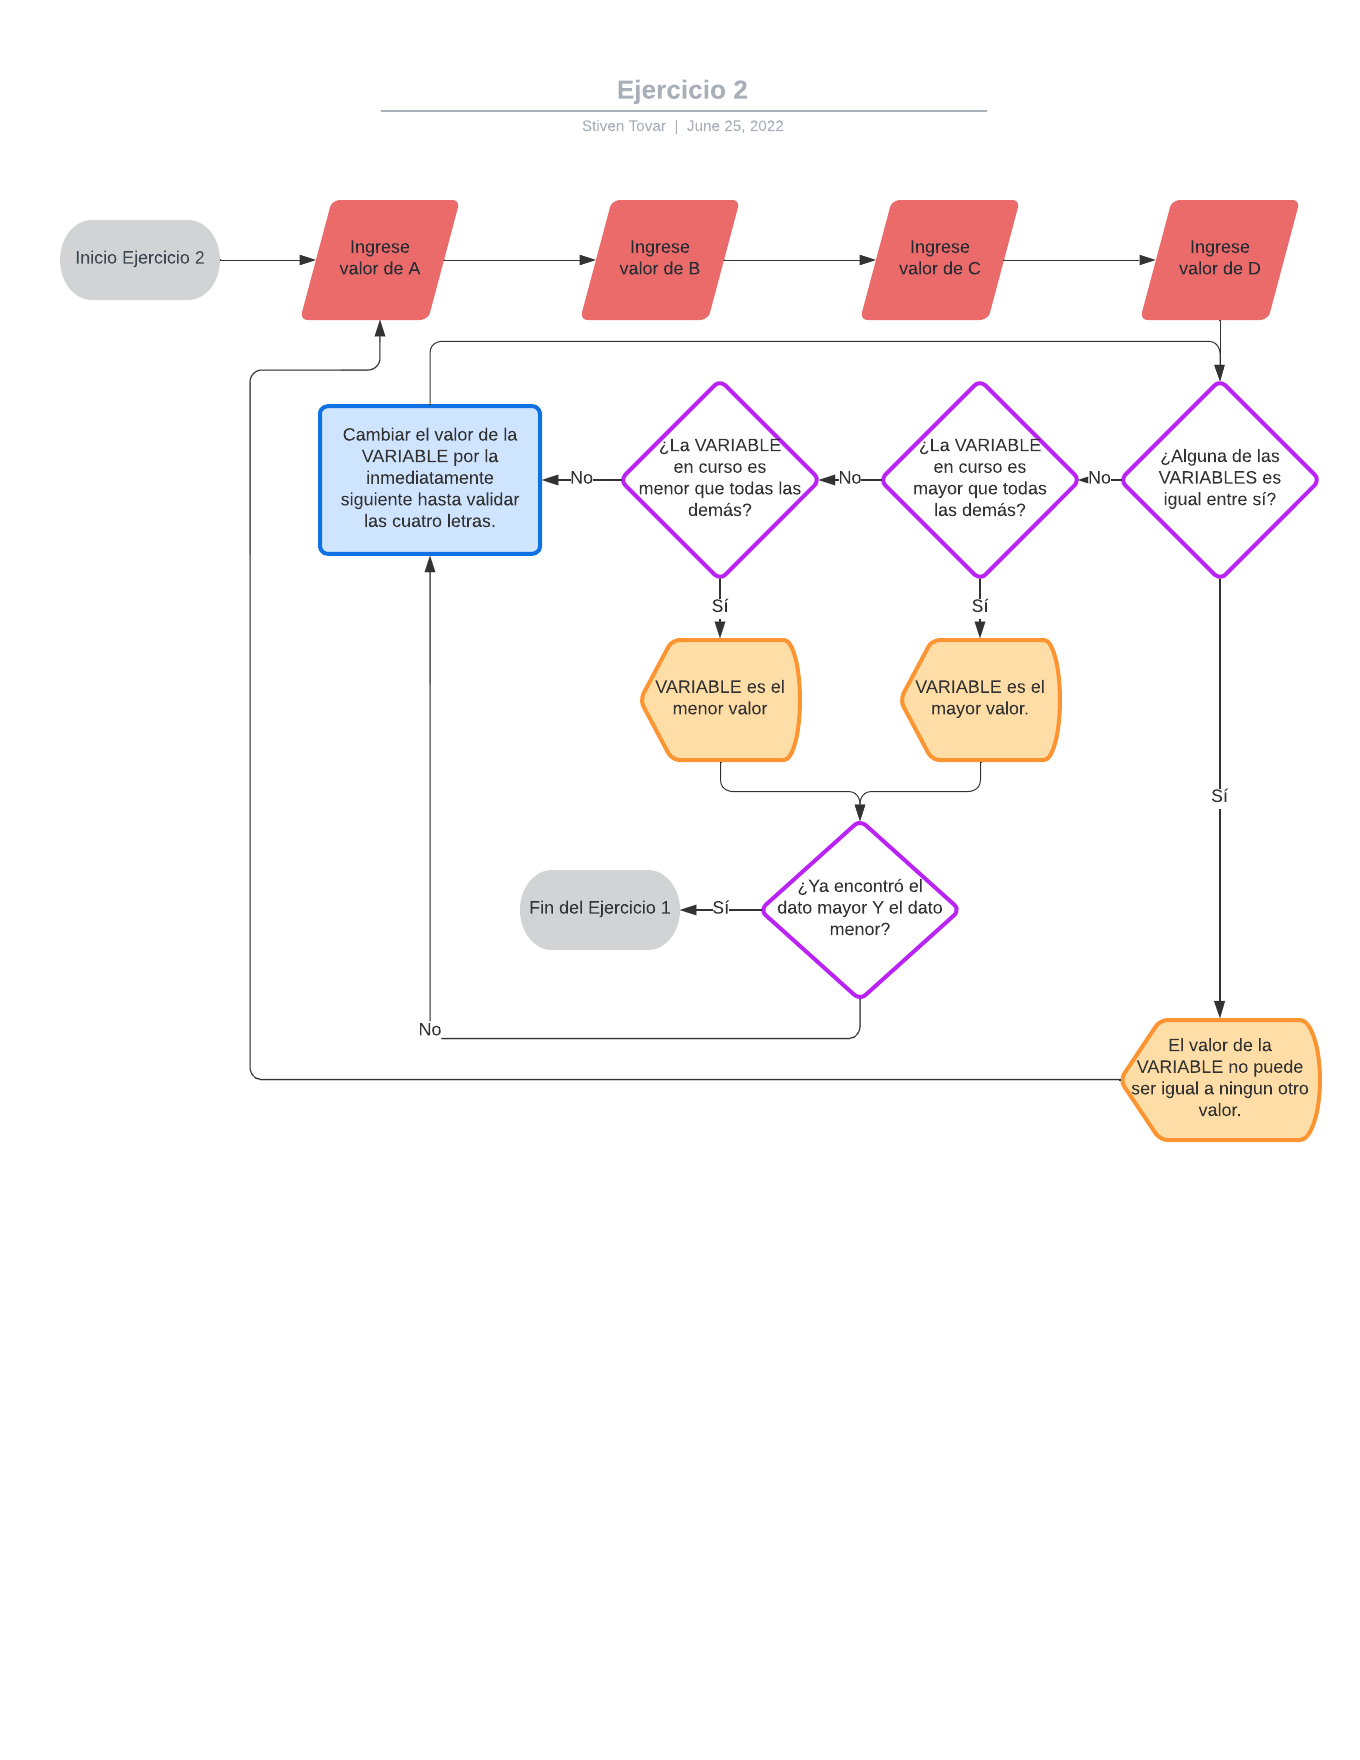 Ejercicio 2
Stiven Tovar | June 25, 2022
Inicio Ejercicio 2
Ingrese
valor de A
Ingrese
valor de B
Ingrese
valor de C
Ingrese
valor de D
¿Alguna de las
VARIABLES es
igual entre sí?
No
¿La VARIABLE
en curso es
mayor que todas
las demás?
No
¿La VARIABLE
en curso es
menor que todas las
demás?
No
Cambiar el valor de la
VARIABLE por la
inmediatamente
siguiente hasta validar
las cuatro letras.
Sí
Sí
VARIABLE es el
menor valor
VARIABLE es el
mayor valor.
Sí
¿Ya encontró el
dato mayor Y el dato
menor?
Sí
Fin del Ejercicio 1
No
El valor de la
VARIABLE no puede
ser igual a ningun otro
valor.